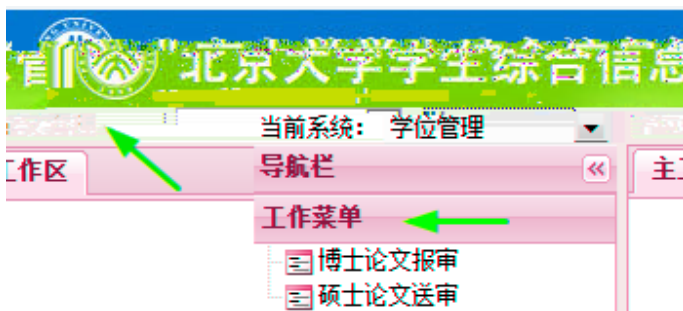 北京大学学生综合信息
当前系统： 学位管理
工作区
导航栏
主工
工作菜单
博士论文报审
硕士论文送审